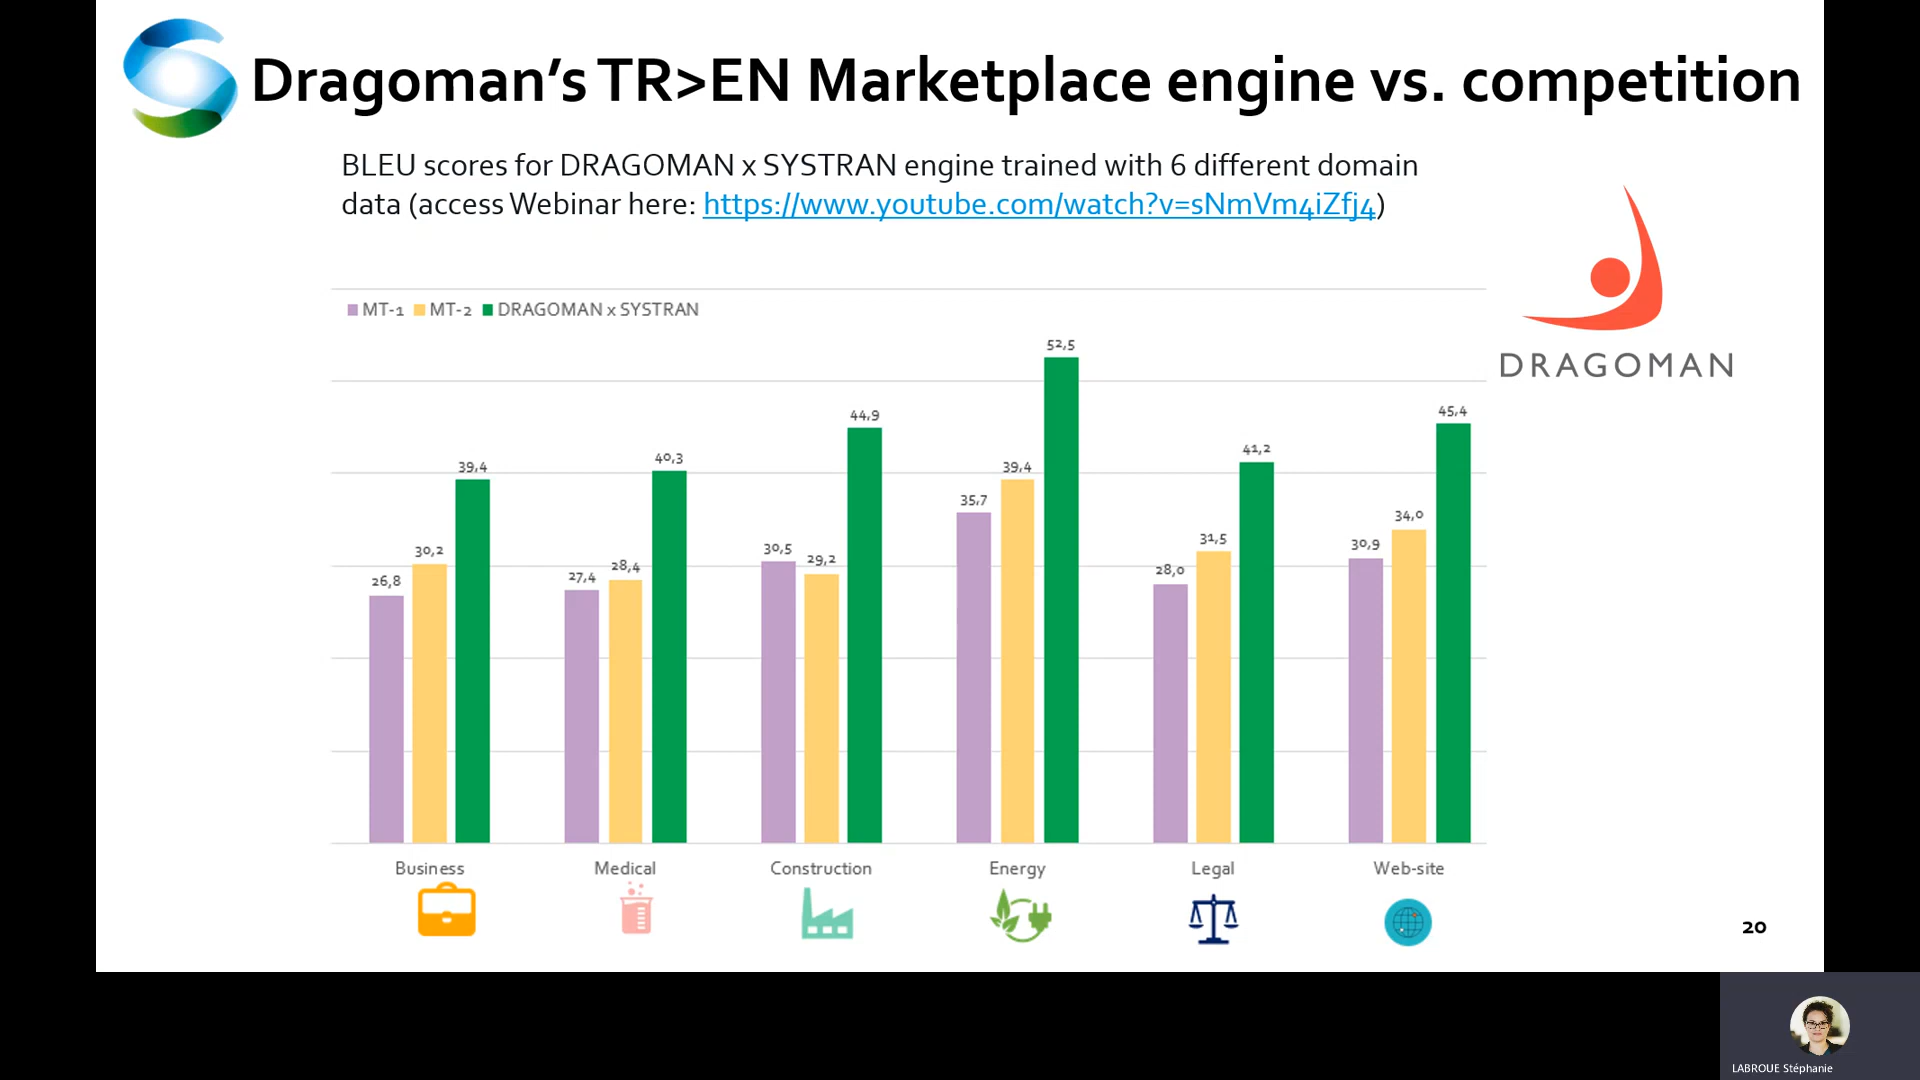 Dragoman’s TR>EN Marketplace engine vs. competition
BLEU scores for DRAGOMAN x SYSTRAN engine trained with 6 different domain
data (access Webinar here: https://www.youtube.com/watch?v=sNmVm4iZfj4)
DRAGOMAN
MT-1 MT-2 DRAGOMAN x SYSTRAN
26,8 30,2 39,4
27,4 28,4 40,3
30,5 29,2 44,9
35,7 39,4 52,5
28,0 31,5 41,2
30,9 34,0 45,4
Business Medical Construction Energy Legal Web-site
20
LABROUE Stéphanie